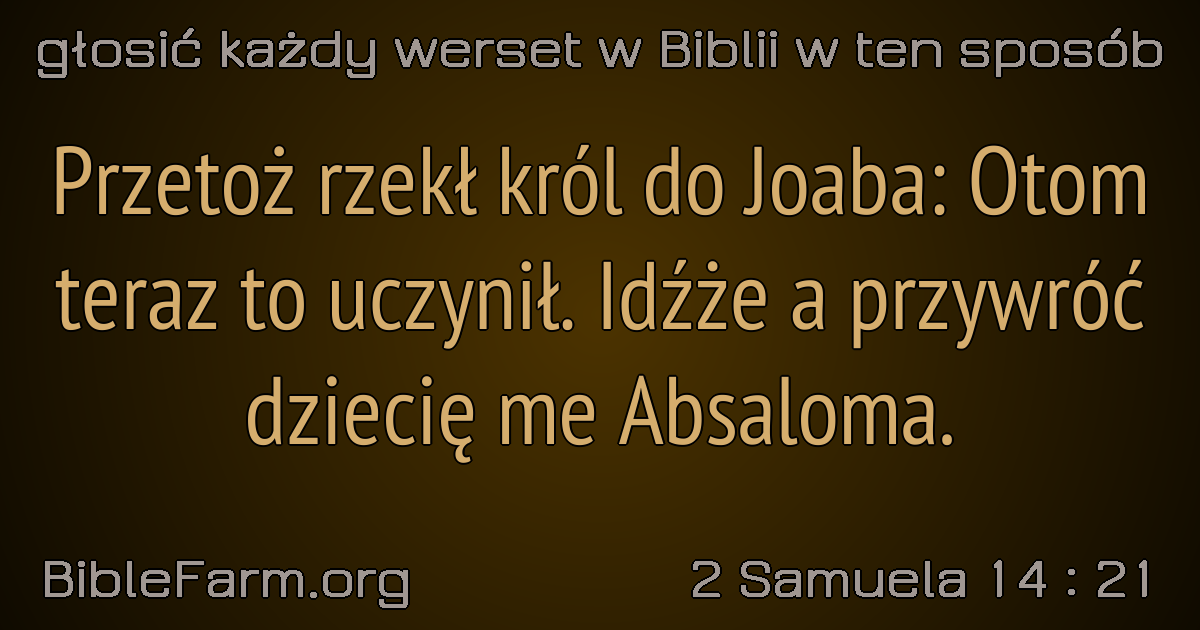 głosić każdy werset w Biblii w ten sposób
Przetoż rzekł król do Joaba: Otom
teraz to uczynił. Idźże a przywróć
dziecię me Absaloma.
BibleFarm.org
2 Samuela 14 : 21